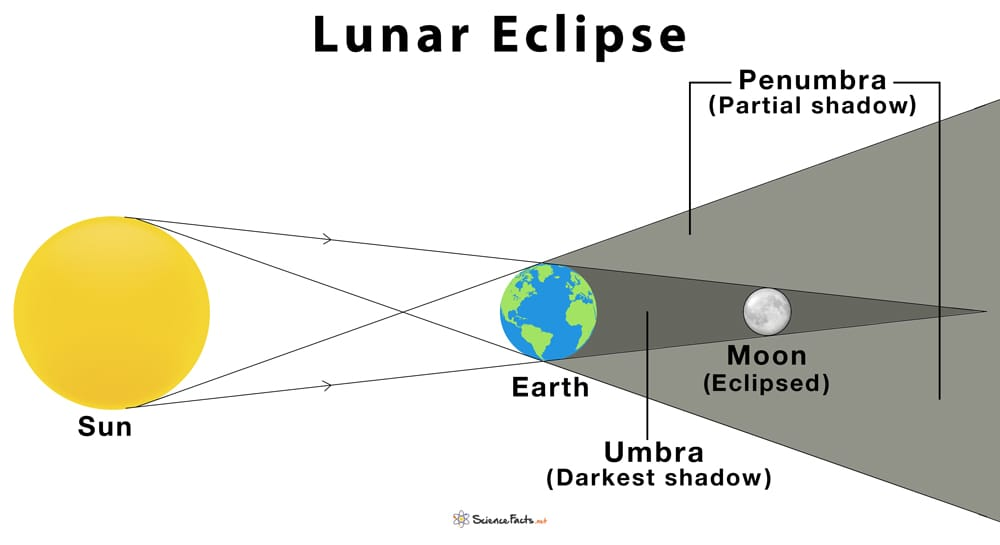 Lunar Eclipse
Penumbra
(Partial shadow)
Sun
Earth
Moon
(Eclipsed)
Umbra
(Darkest shadow)
ScienceFacts.net